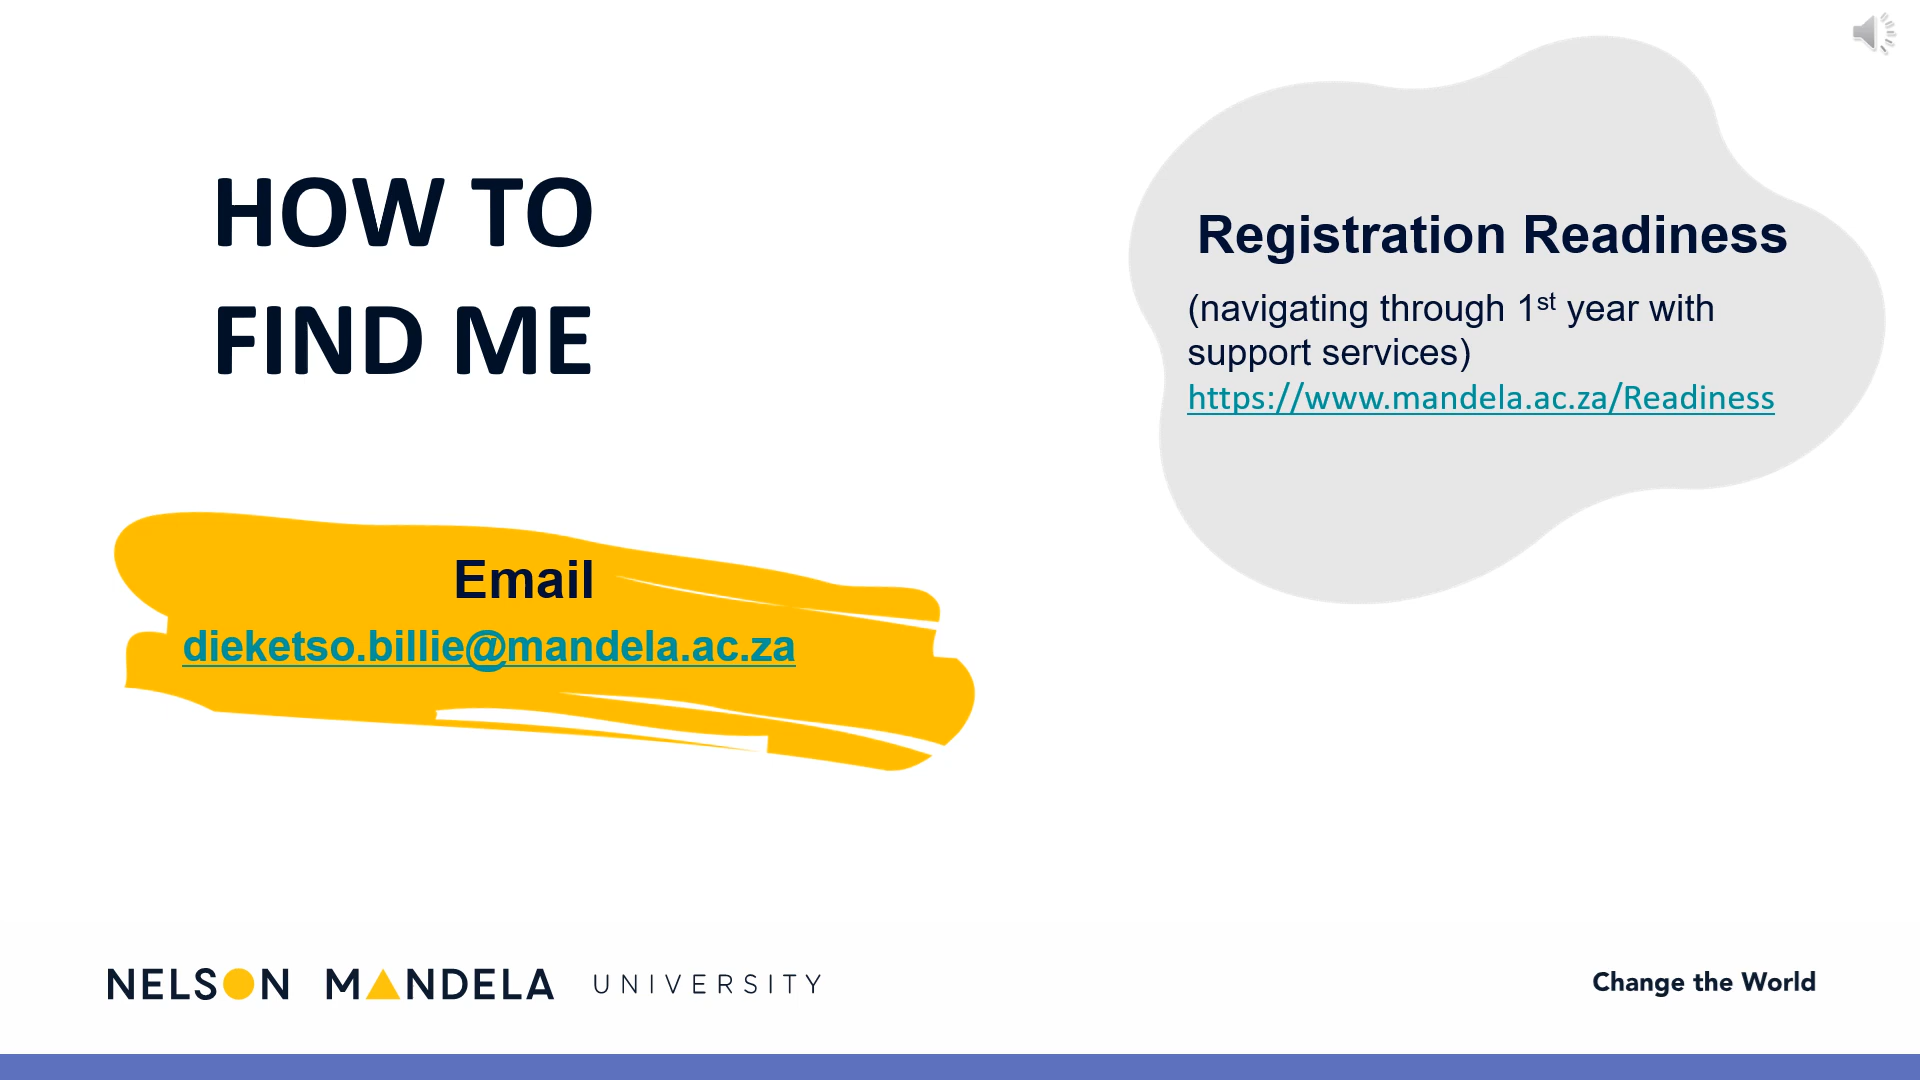 HOW TO
FIND ME
Registration Readiness
(navigating through 1st year with
support services)
https://www.mandela.ac.za/Readiness
Email
dieketso.billie@mandela.ac.za
NELSON MANDELA UNIVERSITY
Change the World